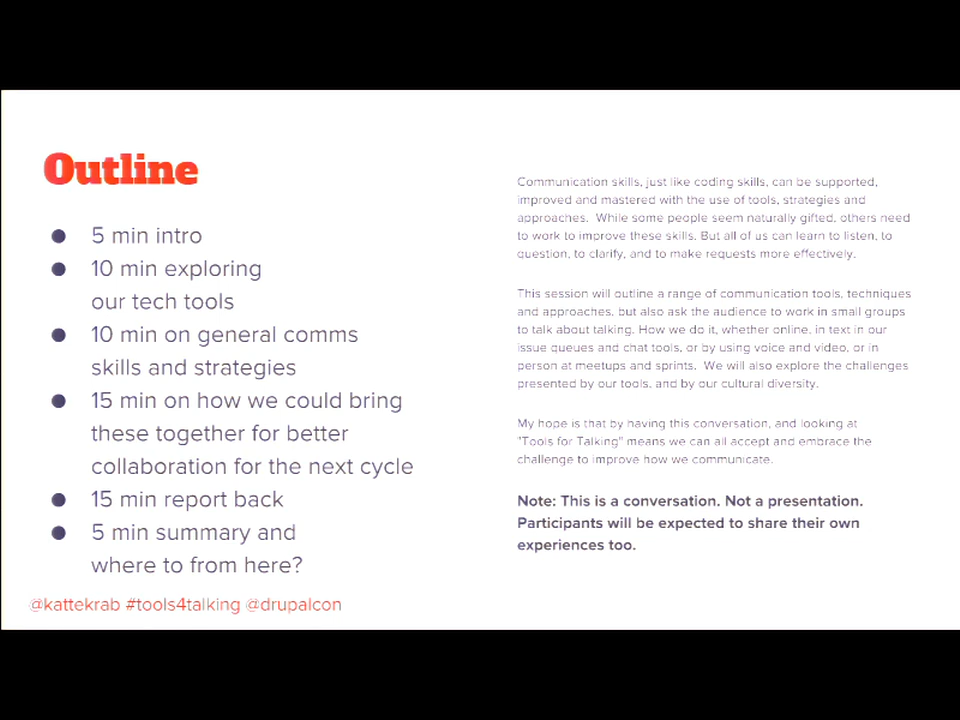 Outline
5 min intro
10 min exploring
our tech tools
10 min on general comms
skills and strategies
15 min on how we could bring
these together for better
collaboration for the next cycle
15 min report back
5 min summary and
where to from here?
@kattekrab #tools4talking @drupalcon
Communication skills, just like coding skills, can be supported,
improved and mastered with the use of tools, strategies and
approaches.  While some people seem naturally gifted, others need
to work to improve these skills. But all of us can learn to listen, to
question, to clarify, and to make requests more effectively.
This session will outline a range of communication tools, techniques
and approaches, but also ask the audience to work in small groups
to talk about talking. How we do it, whether online, in text in our
issue queues and chat tools, or by using voice and video, or in
person at meetups and sprints.  We will also explore the challenges
presented by our tools, and by our cultural diversity.
My hope is that by having this conversation, and looking at
"Tools for Talking" means we can all accept and embrace the
challenge to improve how we communicate.
Note: This is a conversation. Not a presentation.
Participants will be expected to share their own
experiences too.